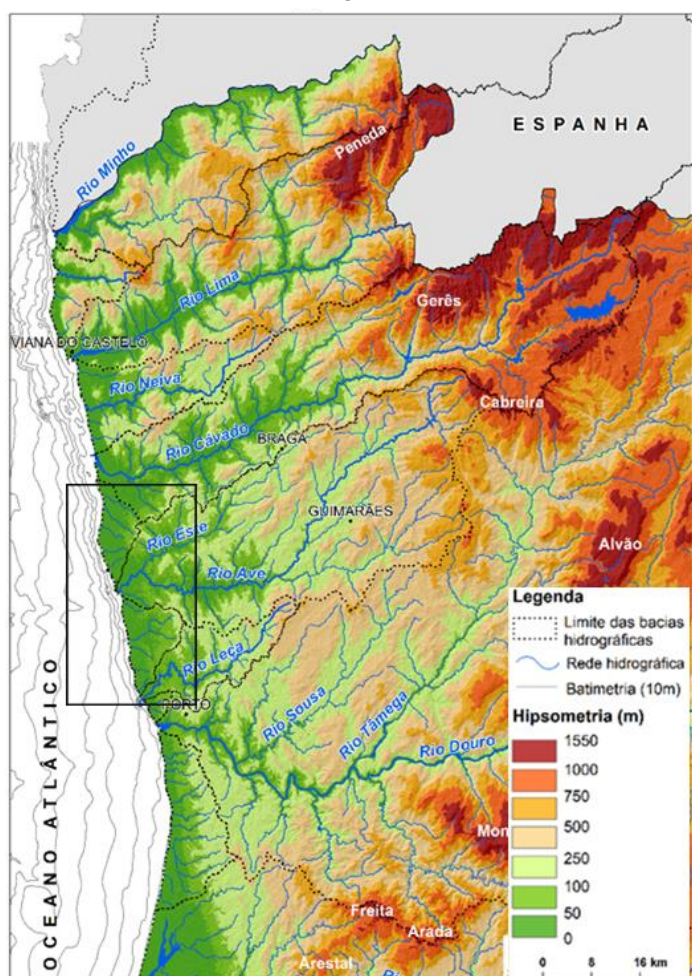 ESPANHA
Rio Minho
Peneda
Rio Lima
Gerês
VIANA DO CASTELO
Rio Neiva
Cabreira
Rio Cávado
BRAGA
GUIMARÃES
Rio Este
Alvão
Rio Ave
Rio Leça
PORTO
Rio Sousa
Rio Tâmega
Rio Douro
OCEANO ATLÂNTICO
Mon
Freita
Arada
Arestal
Legenda
Limite das bacias
hidrográficas
Rede hidrográfica
Batimetria (10m)
Hipsometria (m)
1550
1000
750
500
250
100
50
0
0 8 16 km